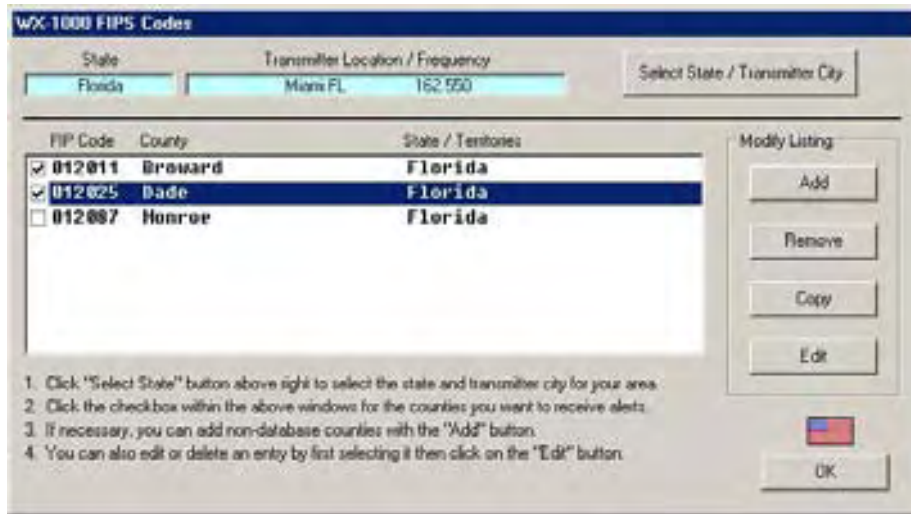 WX-1000 FIPS Codes
State
Transmitter Location / Frequency
Florida
Miami FL 162.550
Select State / Transmitter City
FIP Code County State / Territories
012011 Broward Florida
012025 Dade Florida
012087 Monroe Florida
Modify Listing
Add
Remove
Copy
Edit
1. Click "Select State" button above right to select the state and transmitter city for your area.
2. Click the checkbox within the above windows for the counties you want to receive alerts.
3. If necessary, you can add non-database counties with the "Add" button.
4. You can also edit or delete an entry by first selecting it then click on the "Edit" button.
OK